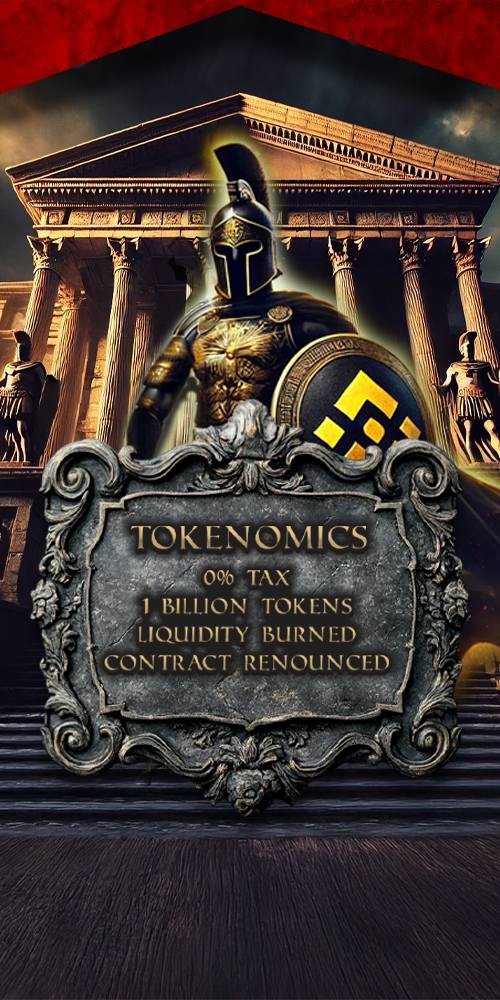 TOKENOMICS
0% TAX
1 BILLION TOKENS
LIQUIDITY BURNED
CONTRACT RENOUNCED